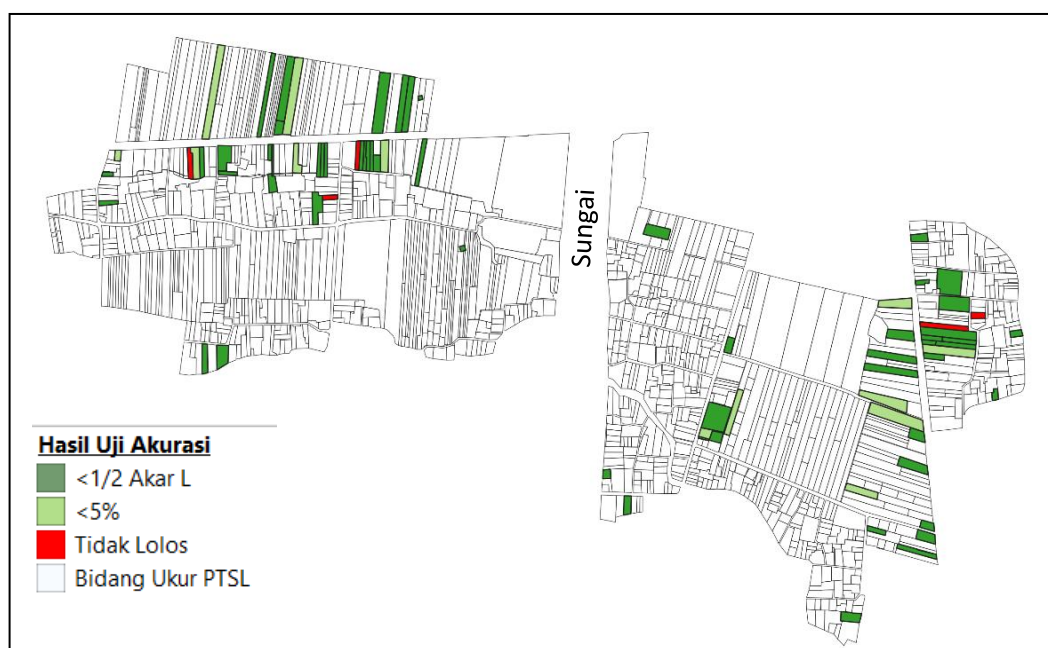 Sungai
Hasil Uji Akurasi
<1/2 Akar L
<5%
Tidak Lolos
Bidang Ukur PTSL